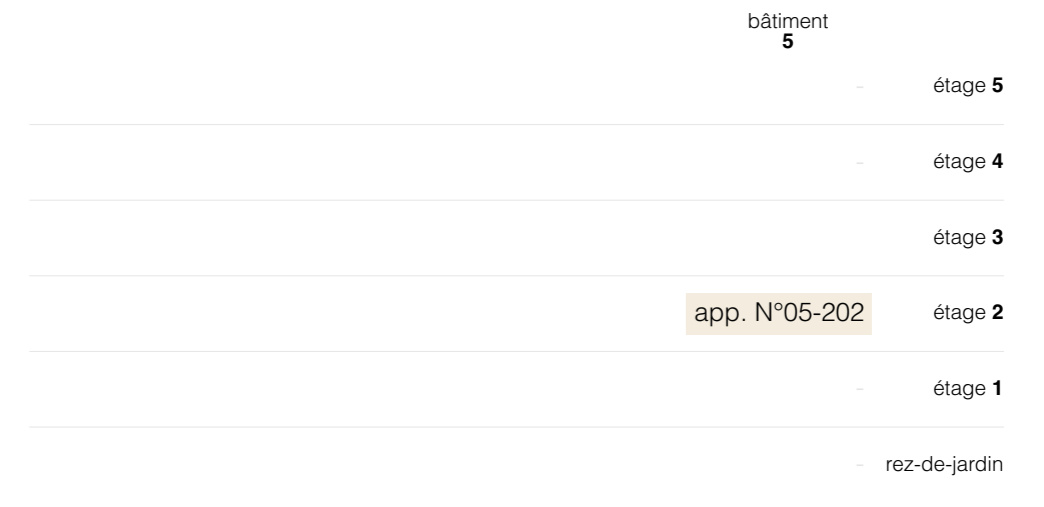 bâtiment
5
- étage 5
- étage 4
étage 3
app. N°05-202 étage 2
- étage 1
- rez-de-jardin